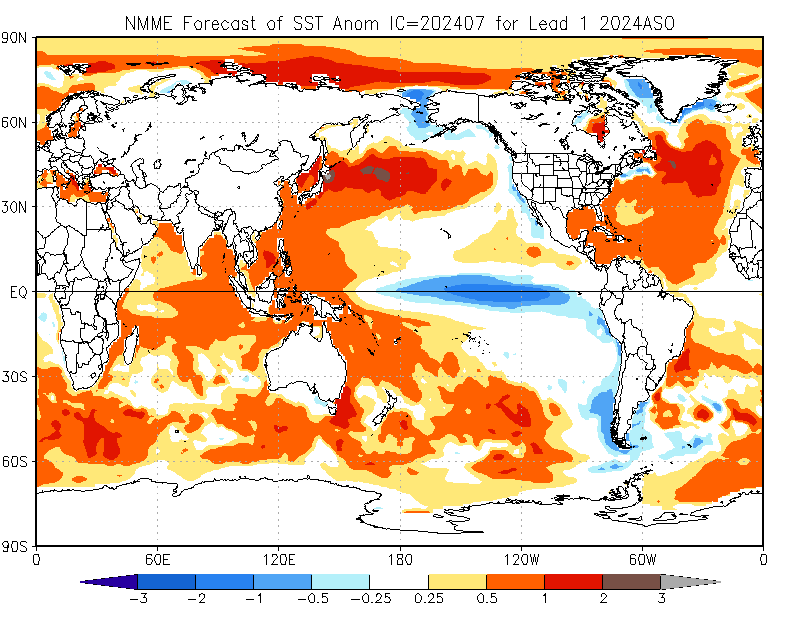 NMME Forecast of SST Anom IC=202407 for Lead 1 2024ASO
90N
60N
30N
EQ
30S
60S
90S
0 60E 120E 180 120W 60W 0
-3 -2 -1 -0.5 -0.25 0.25 0.5 1 2 3